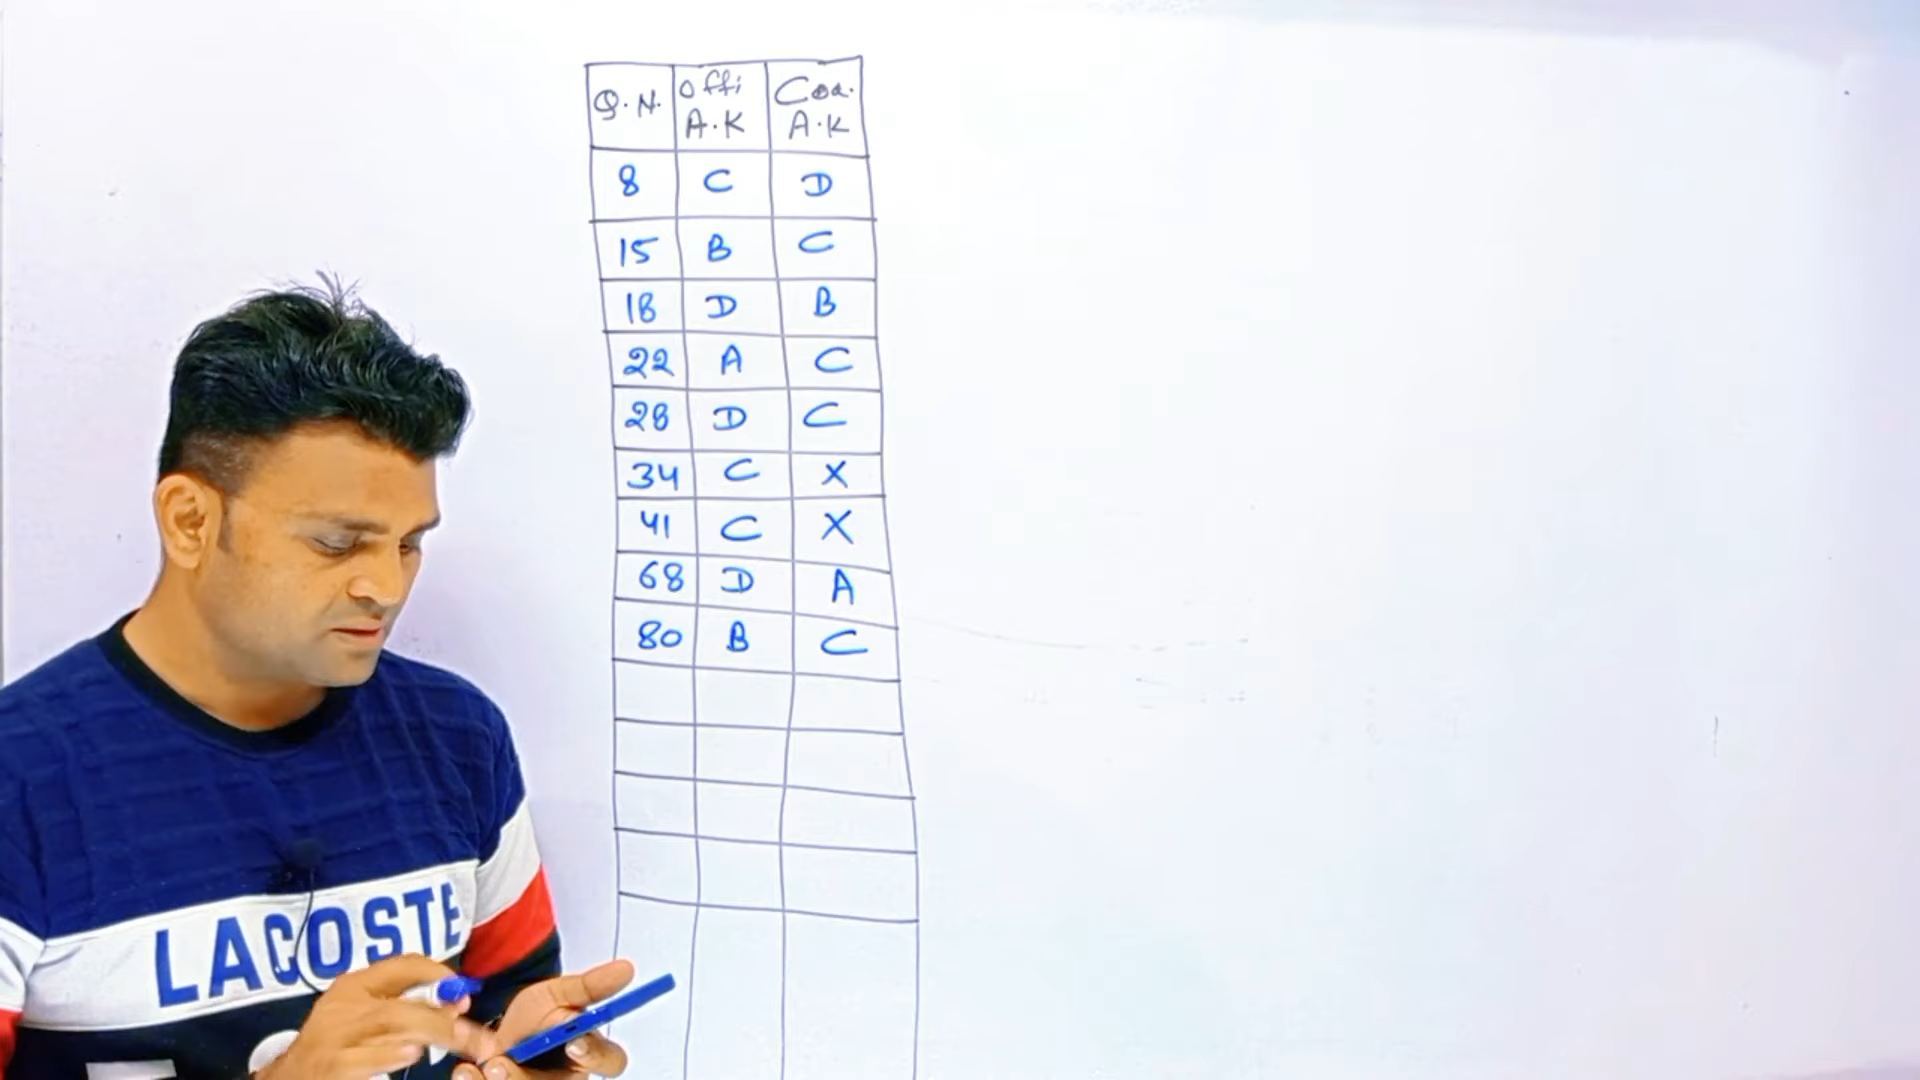 Q.N. Offi A.K Coa. A.K
8 C D
15 B C
18 D B
22 A C
28 D C
34 C X
41 C X
68 D A
80 B C
LACOSTE